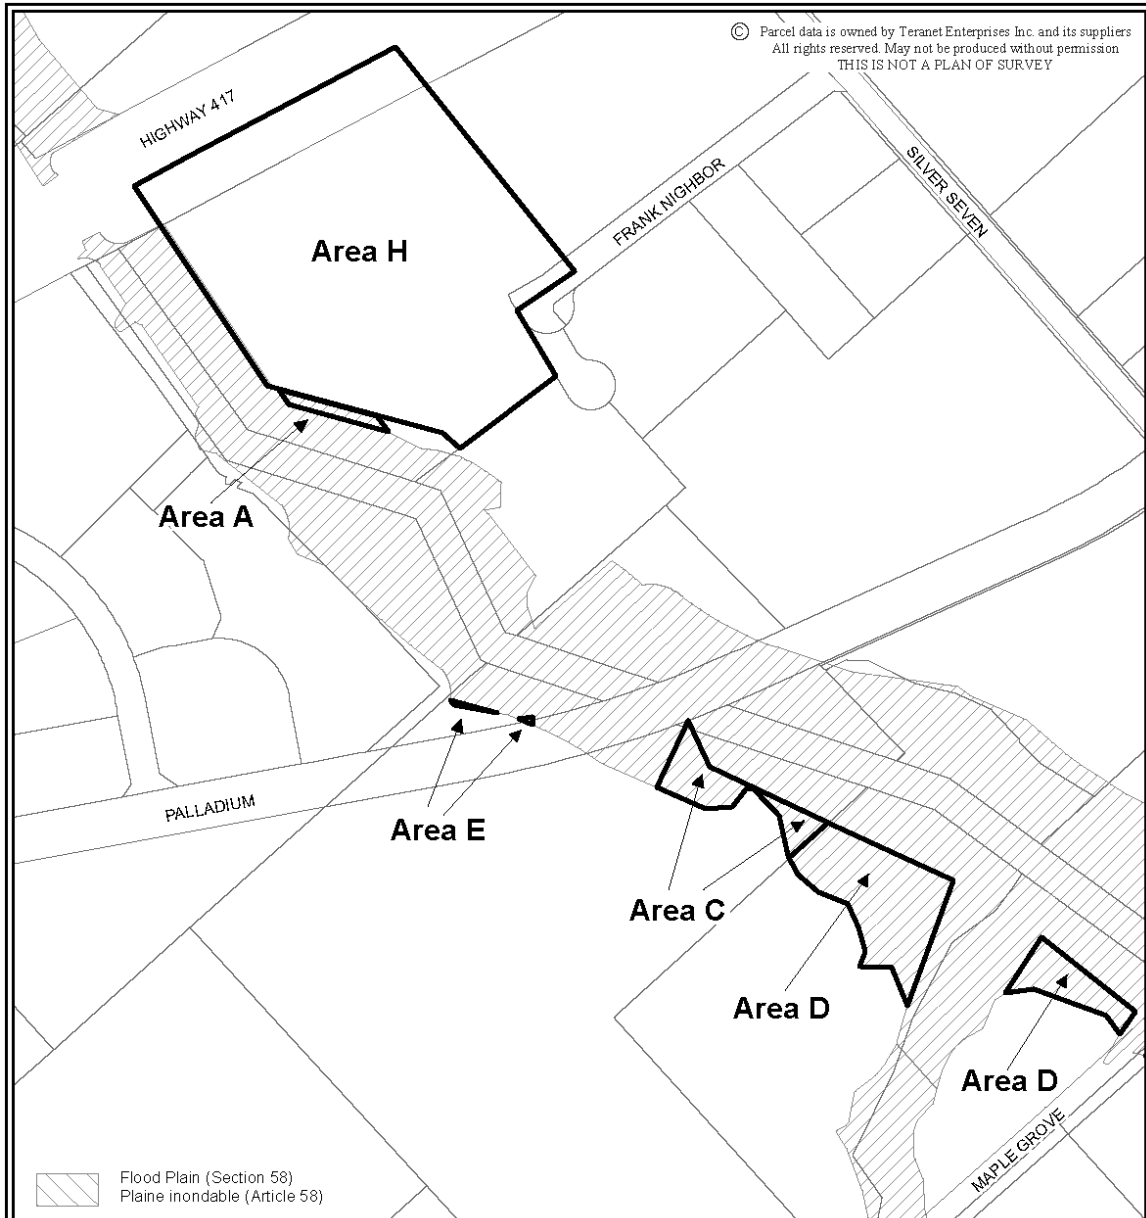 © Parcel data is owned by Teranet Enterprises Inc. and its suppliers
All rights reserved. May not be produced without permission
THIS IS NOT A PLAN OF SURVEY
HIGHWAY 417
SILVER SEVEN
FRANK NIGHBOR
Area H
Area A
PALLADIUM
Area E
Area C
Area D
Area D
MAPLE GROVE
Flood Plain (Section 58)
Plaine inondable (Article 58)